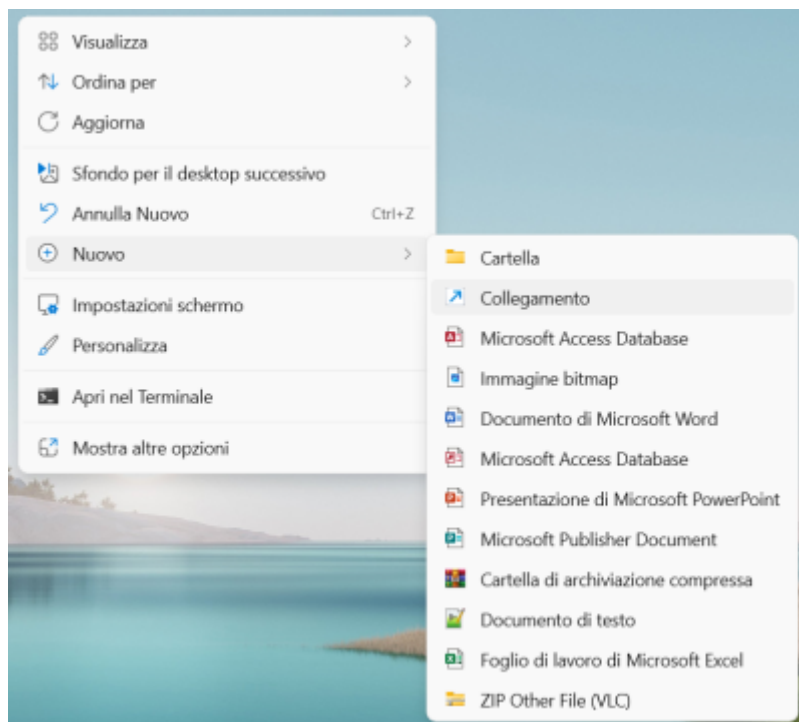 Visualizza
Ordina per
Aggiorna
Sfondo per il desktop successivo
Annulla Nuovo Ctrl+Z
Nuovo
Impostazioni schermo
Personalizza
Apri nel Terminale
Mostra altre opzioni
Cartella
Collegamento
Microsoft Access Database
Immagine bitmap
Documento di Microsoft Word
Microsoft Access Database
Presentazione di Microsoft PowerPoint
Microsoft Publisher Document
Cartella di archiviazione compressa
Documento di testo
Foglio di lavoro di Microsoft Excel
ZIP Other File (VLC)